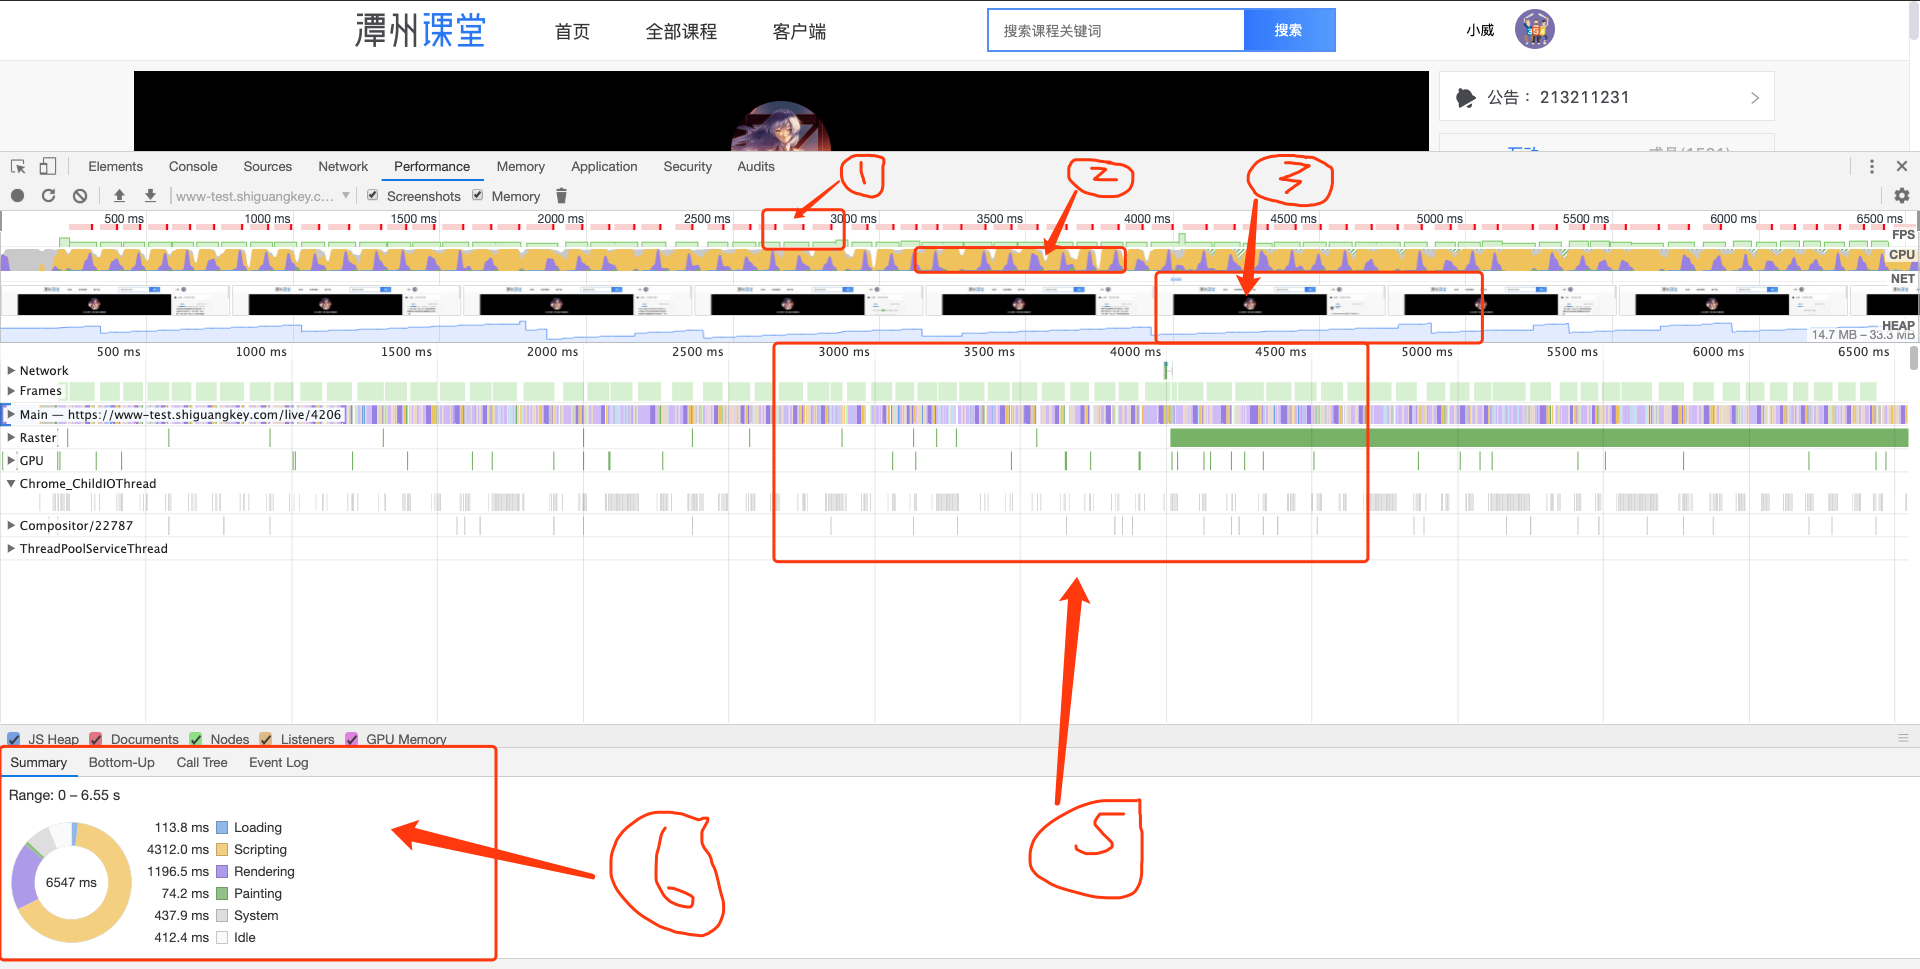 潭州课堂 首页 全部课程 客户端 搜索课程关键词 搜索 小威
公告： 213211231
Elements Console Sources Network Performance Memory Application Security Audits
www-test.shiguangkey.c... Screenshots Memory
1 2 3
500 ms 1000 ms 1500 ms 2000 ms 2500 ms 3000 ms 3500 ms 4000 ms 4500 ms 5000 ms 5500 ms 6000 ms 6500 ms
FPS
CPU
NET
HEAP
14.7 MB – 33.3 MB
500 ms 1000 ms 1500 ms 2000 ms 2500 ms 3000 ms 3500 ms 4000 ms 4500 ms 5000 ms 5500 ms 6000 ms 6500 ms
Network
Frames
Main — https://www-test.shiguangkey.com/live/4206
Raster
GPU
Chrome_ChildIOThread
Compositor/22787
ThreadPoolServiceThread
JS Heap Documents Nodes Listeners GPU Memory
Summary Bottom-Up Call Tree Event Log
Range: 0 – 6.55 s
113.8 ms Loading
4312.0 ms Scripting
1196.5 ms Rendering
74.2 ms Painting
437.9 ms System
412.4 ms Idle
6547 ms
6 5